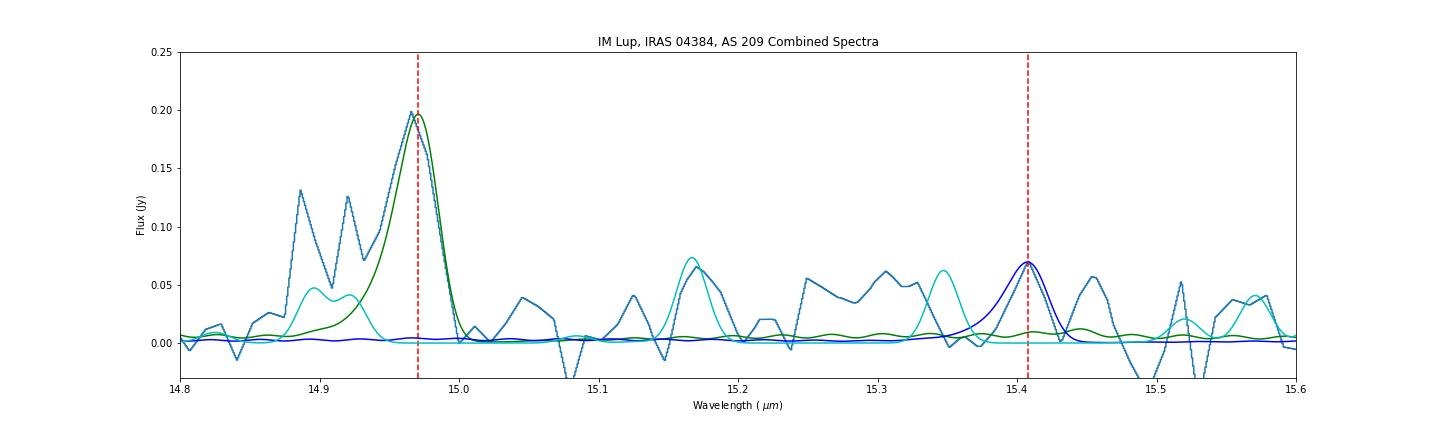 IM Lup, IRAS 04384, AS 209 Combined Spectra
0.25
0.20
0.15
0.10
0.05
0.00
Flux (Jy)
14.8 14.9 15.0 15.1 15.2 15.3 15.4 15.5 15.6
Wavelength ( μm)